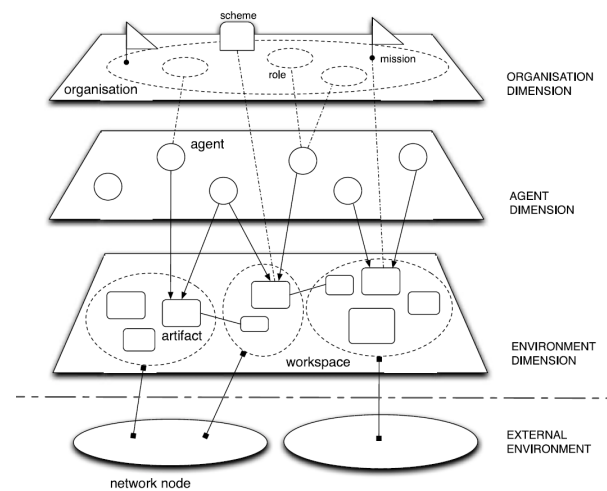 scheme
mission
role
organisation
ORGANISATION
DIMENSION
agent
AGENT
DIMENSION
artifact
workspace
ENVIRONMENT
DIMENSION
EXTERNAL
ENVIRONMENT
network node